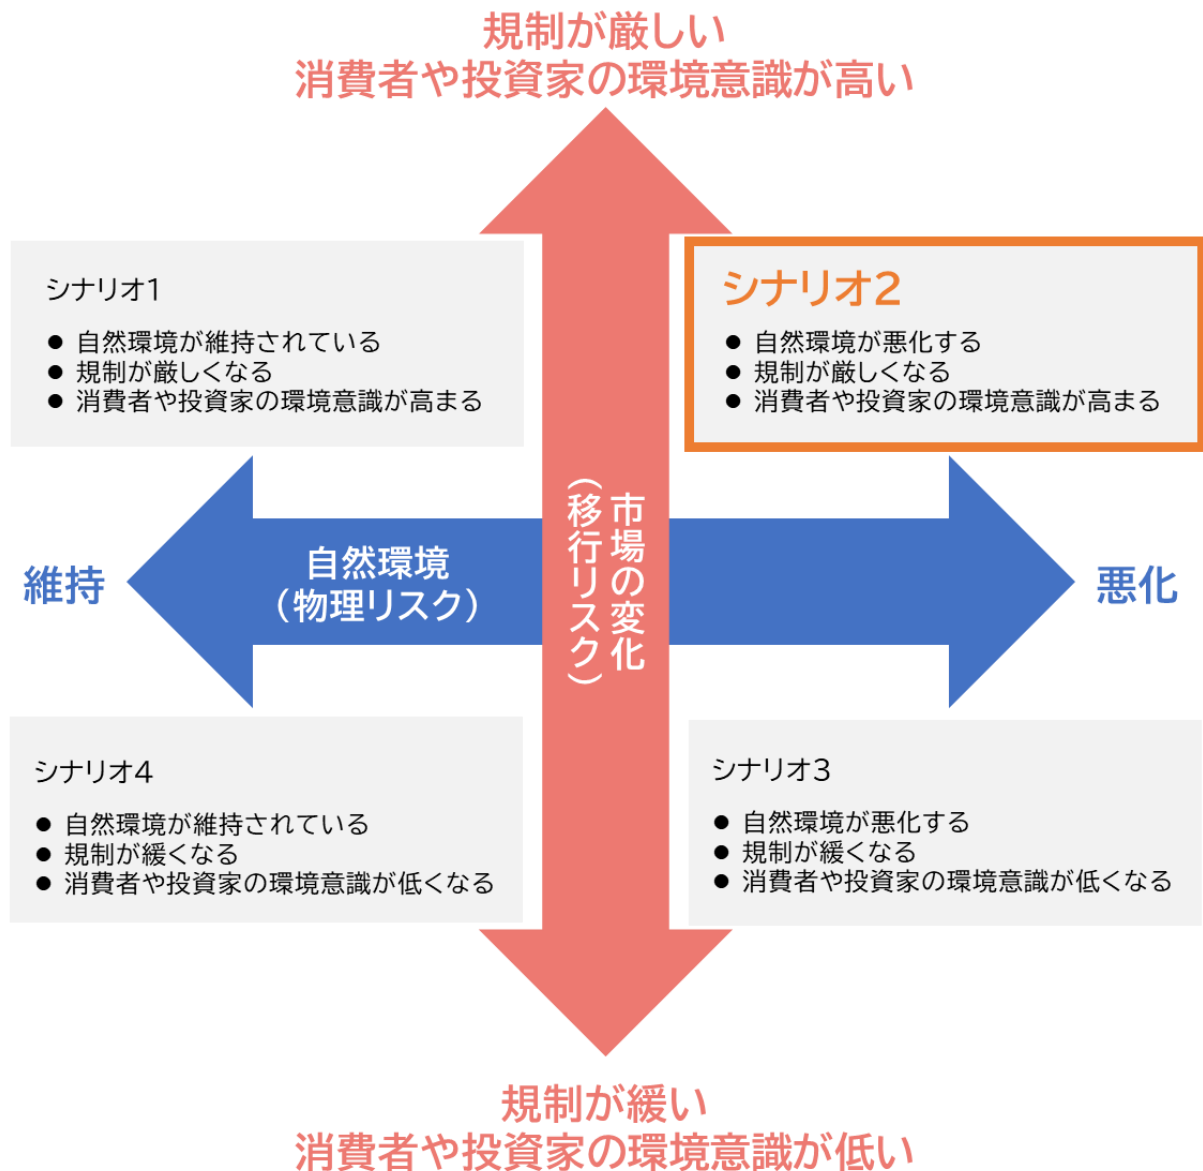 規制が厳しい
消費者や投資家の環境意識が高い
シナリオ1
● 自然環境が維持されている
● 規制が厳しくなる
● 消費者や投資家の環境意識が高まる
シナリオ2
● 自然環境が悪化する
● 規制が厳しくなる
● 消費者や投資家の環境意識が高まる
維持
自然環境
（物理リスク）
市場の変化
（移行リスク）
悪化
シナリオ4
● 自然環境が維持されている
● 規制が緩くなる
● 消費者や投資家の環境意識が低くなる
シナリオ3
● 自然環境が悪化する
● 規制が緩くなる
● 消費者や投資家の環境意識が低くなる
規制が緩い
消費者や投資家の環境意識が低い